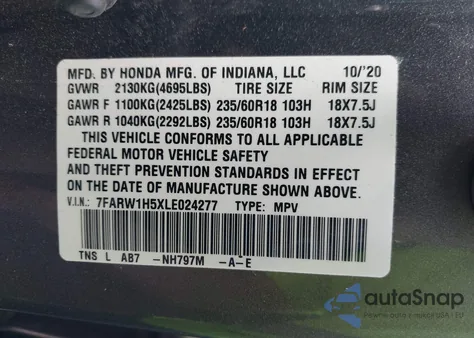 MFD. BY HONDA MFG. OF INDIANA, LLC 10/'20
GVWR 2130KG(4695LBS) TIRE SIZE RIM SIZE
GAWR F 1100KG(2425LBS) 235/60R18 103H 18X7.5J
GAWR R 1040KG(2292LBS) 235/60R18 103H 18X7.5J
THIS VEHICLE CONFORMS TO ALL APPLICABLE
FEDERAL MOTOR VEHICLE SAFETY
AND THEFT PREVENTION STANDARDS IN EFFECT
ON THE DATE OF MANUFACTURE SHOWN ABOVE.
V.I.N.: 7FARW1H5XLE024277 TYPE: MPV
TNS L AB7 -NH797M -A-E
autoSnap
YOUR VIN